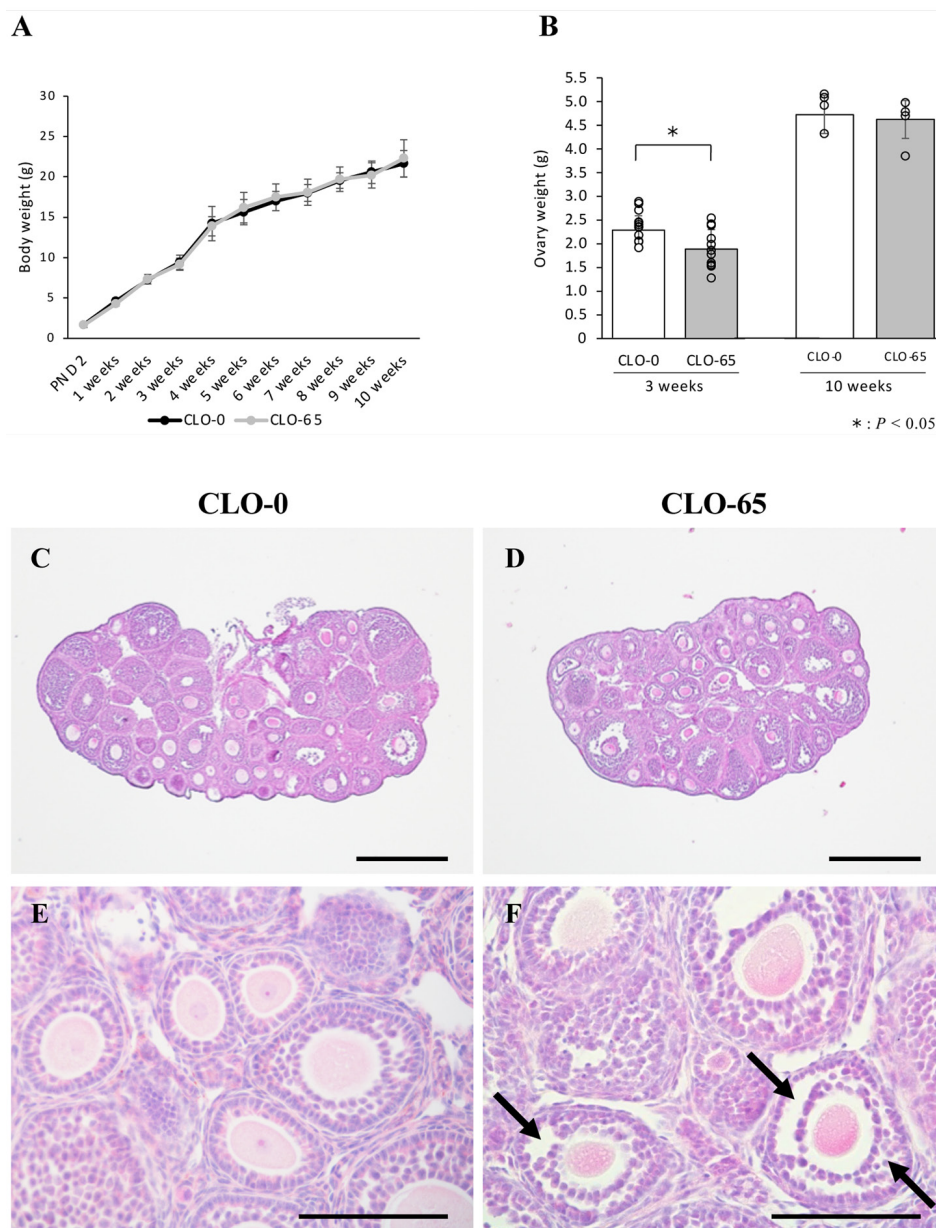 A
B
30
25
20
15
10
5
0
Body weight (g)
PN D 2
1 weeks
2 weeks
3 weeks
4 weeks
5 weeks
6 weeks
7 weeks
8 weeks
9 weeks
10 weeks
CLO-0 CLO-65
5.5
5.0
4.5
4.0
3.5
3.0
2.5
2.0
1.5
1.0
0.5
0
Ovary weight (g)
*
CLO-0 CLO-65 CLO-0 CLO-65
3 weeks 10 weeks
* : P < 0.05
CLO-0 CLO-65
C
D
E
F